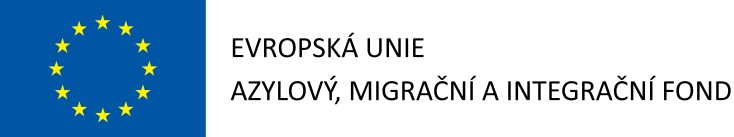 EVROPSKÁ UNIE
AZYLOVÝ, MIGRAČNÍ A INTEGRAČNÍ FOND